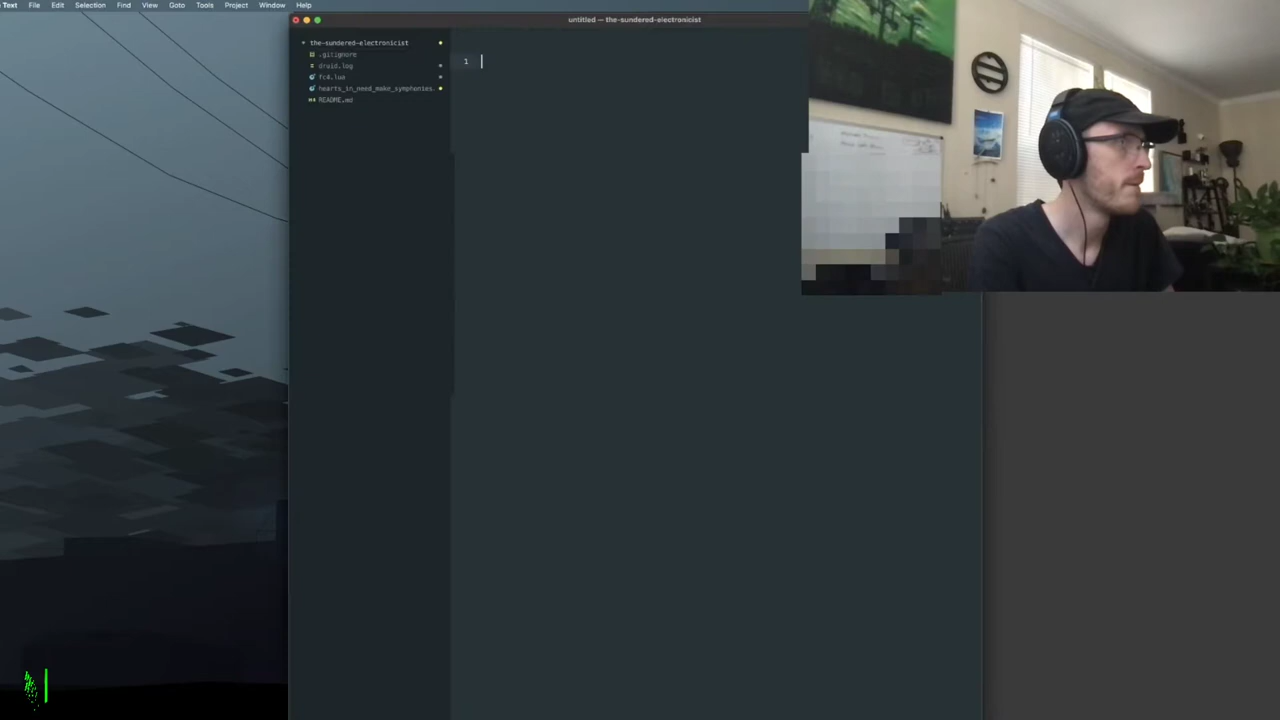 Text File Edit Selection Find View Goto Tools Project Window Help
untitled — the-sundered-electronicist
the-sundered-electronicist
.gitignore
droid.log
fc4.lua
hearts_in_need_make_symphonies.
README.md
1